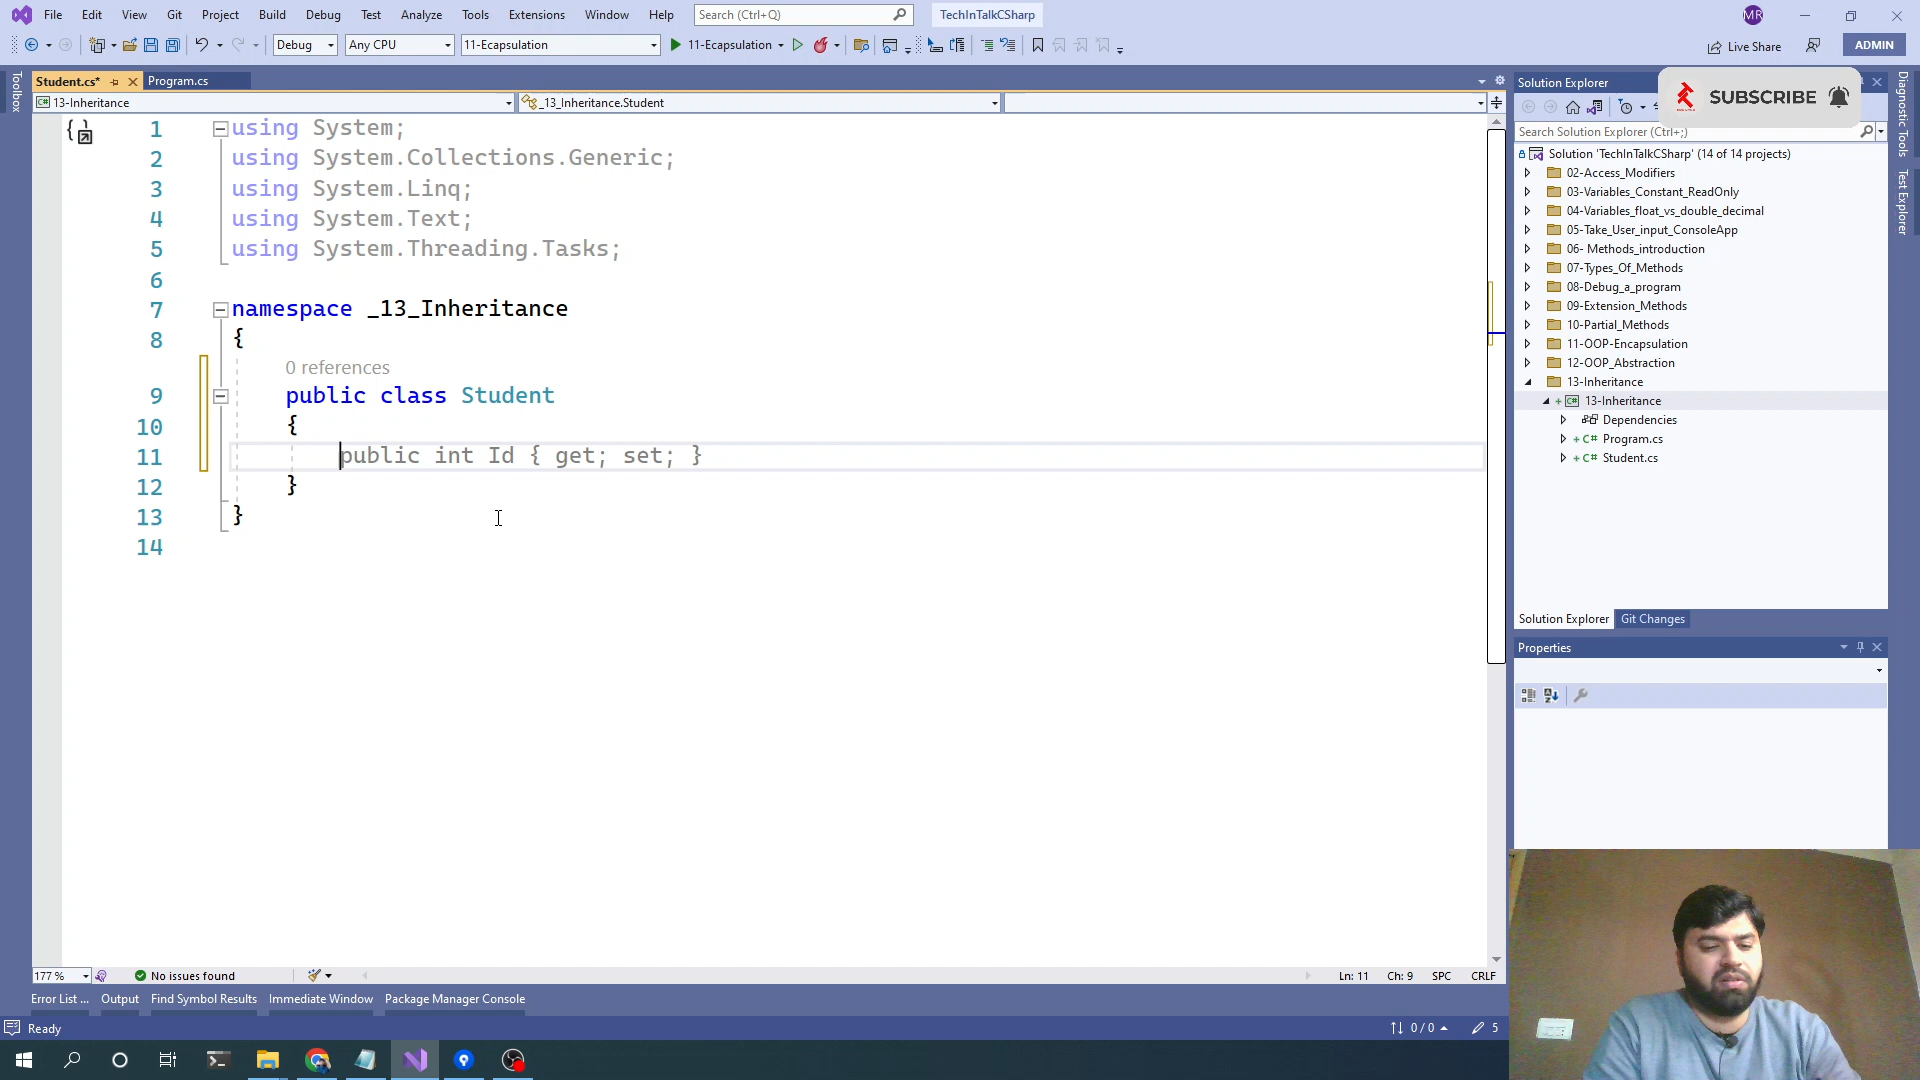 File Edit View Git Project Build Debug Test Analyze Tools Extensions Window Help Search (Ctrl+Q) TechInTalkCSharp MR
Debug Any CPU 11-Ecapsulation 11-Ecapsulation Live Share ADMIN
Toolbox
Student.cs* Program.cs
13-Inheritance _13_Inheritance.Student
1 using System;
2 using System.Collections.Generic;
3 using System.Linq;
4 using System.Text;
5 using System.Threading.Tasks;
6
7 namespace _13_Inheritance
8 {
0 references
9 public class Student
10 {
11 public int Id { get; set; }
12 }
13 }
14
177 % No issues found Ln: 11 Ch: 9 SPC CRLF
Error List ... Output Find Symbol Results Immediate Window Package Manager Console
Ready 0 / 0 5
Solution Explorer
SUBSCRIBE
Search Solution Explorer (Ctrl+;)
Solution 'TechInTalkCSharp' (14 of 14 projects)
02-Access_Modifiers
03-Variables_Constant_ReadOnly
04-Variables_float_vs_double_decimal
05-Take_User_input_ConsoleApp
06- Methods_introduction
07-Types_Of_Methods
08-Debug_a_program
09-Extension_Methods
10-Partial_Methods
11-OOP-Encapsulation
12-OOP_Abstraction
13-Inheritance
13-Inheritance
Dependencies
C# Program.cs
C# Student.cs
Solution Explorer Git Changes
Properties
Diagnostic Tools
Test Explorer